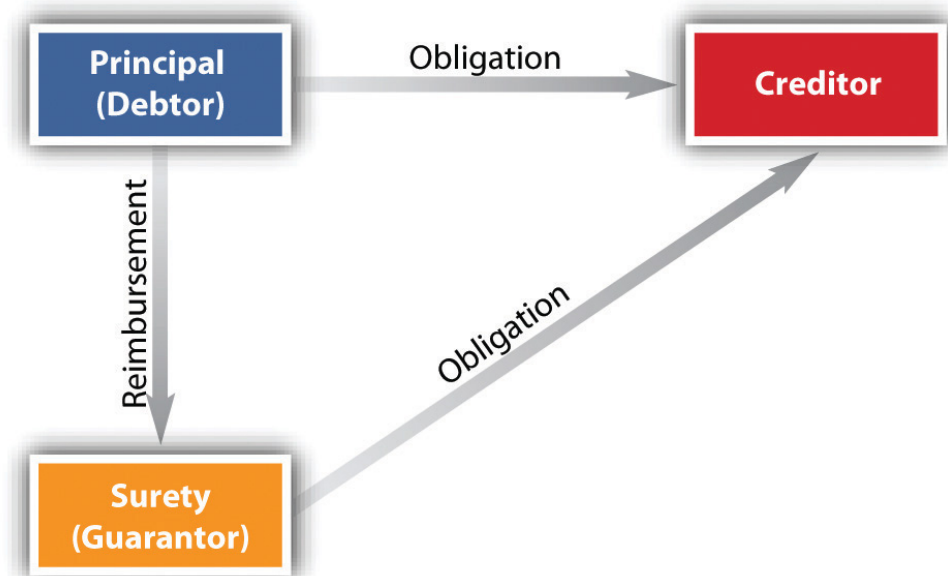 Principal
(Debtor)
Obligation
Creditor
Reimbursement
Obligation
Surety
(Guarantor)